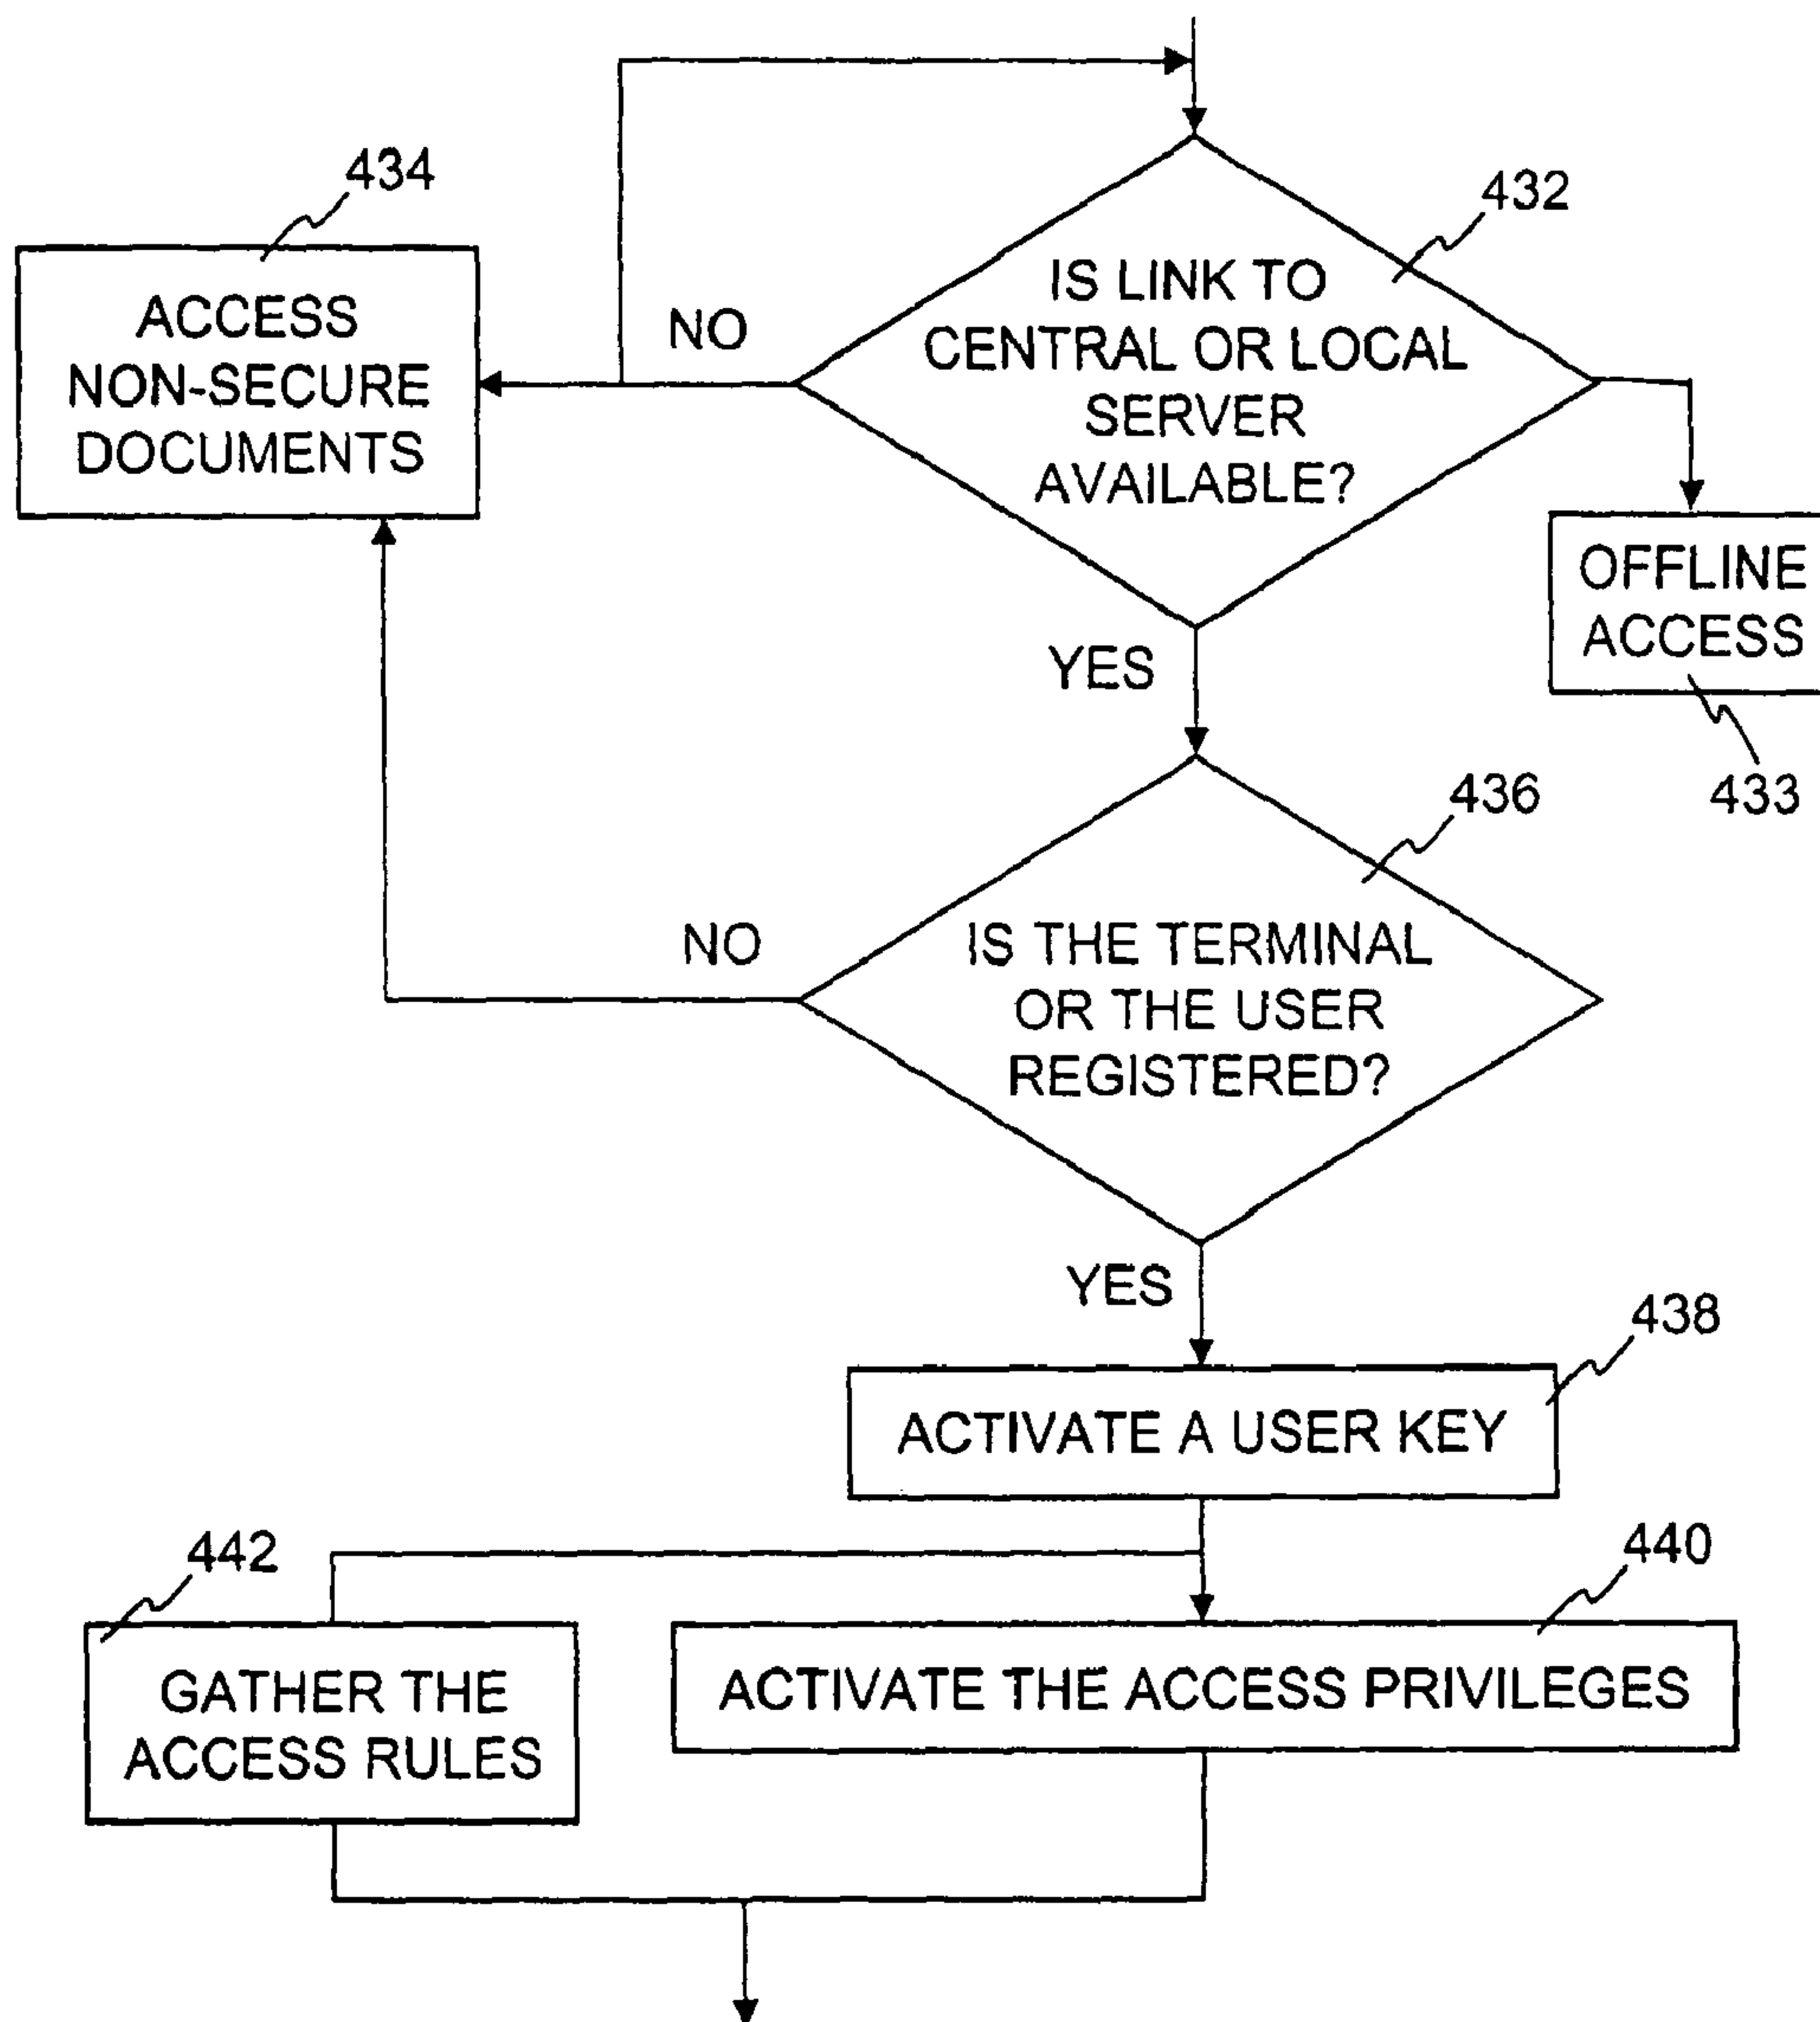 434
432
ACCESS
NON-SECURE
DOCUMENTS
NO
IS LINK TO
CENTRAL OR LOCAL
SERVER
AVAILABLE?
OFFLINE
ACCESS
433
YES
436
NO
IS THE TERMINAL
OR THE USER
REGISTERED?
YES
438
ACTIVATE A USER KEY
442
440
GATHER THE
ACCESS RULES
ACTIVATE THE ACCESS PRIVILEGES